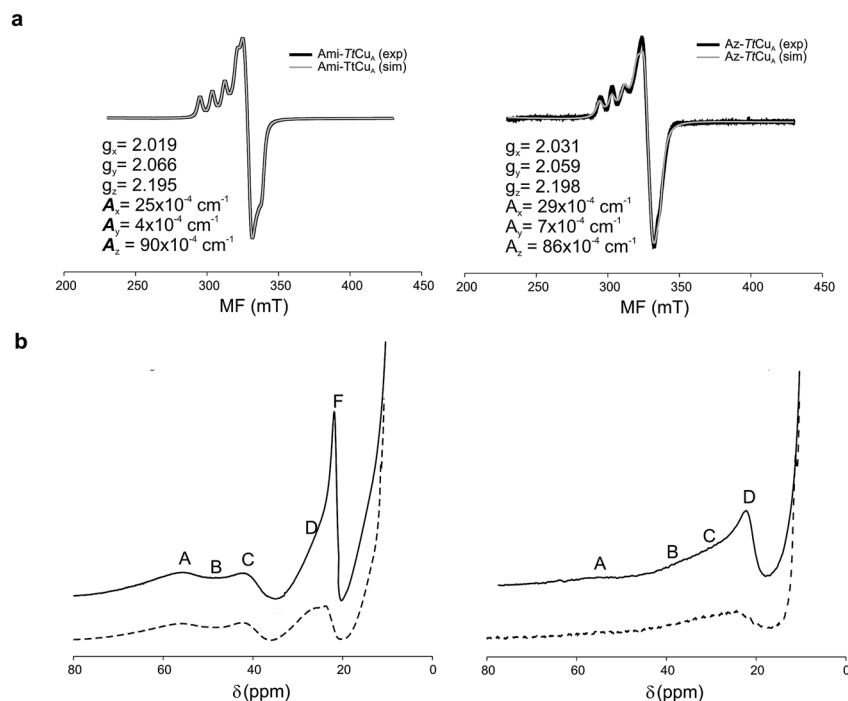 a
Ami-TtCuA (exp)
Ami-TtCuA (sim)
gx= 2.019
gy= 2.066
gz= 2.195
Ax= 25x10-4 cm-1
Ay= 4x10-4 cm-1
Az = 90x10-4 cm-1
200 250 300 350 400 450
MF (mT)
Az-TtCuA (exp)
Az-TtCuA (sim)
gx= 2.031
gy= 2.059
gz= 2.198
Ax= 29x10-4 cm-1
Ay= 7x10-4 cm-1
Az = 86x10-4 cm-1
200 250 300 350 400 450
MF (mT)
b
A B C D F
80 60 40 20 0
δ(ppm)
A B C D
80 60 40 20 0
δ(ppm)